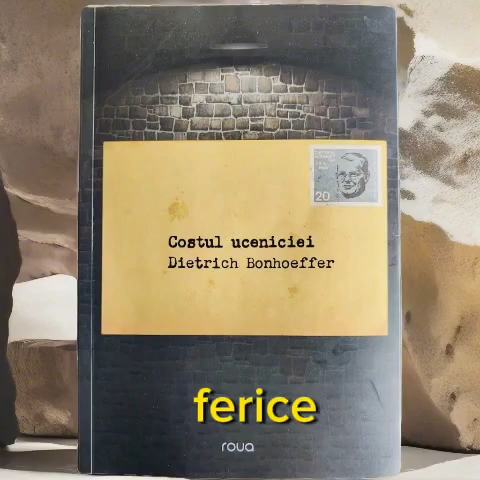 20
Costul uceniciei
Dietrich Bonhoeffer
ferice
roua